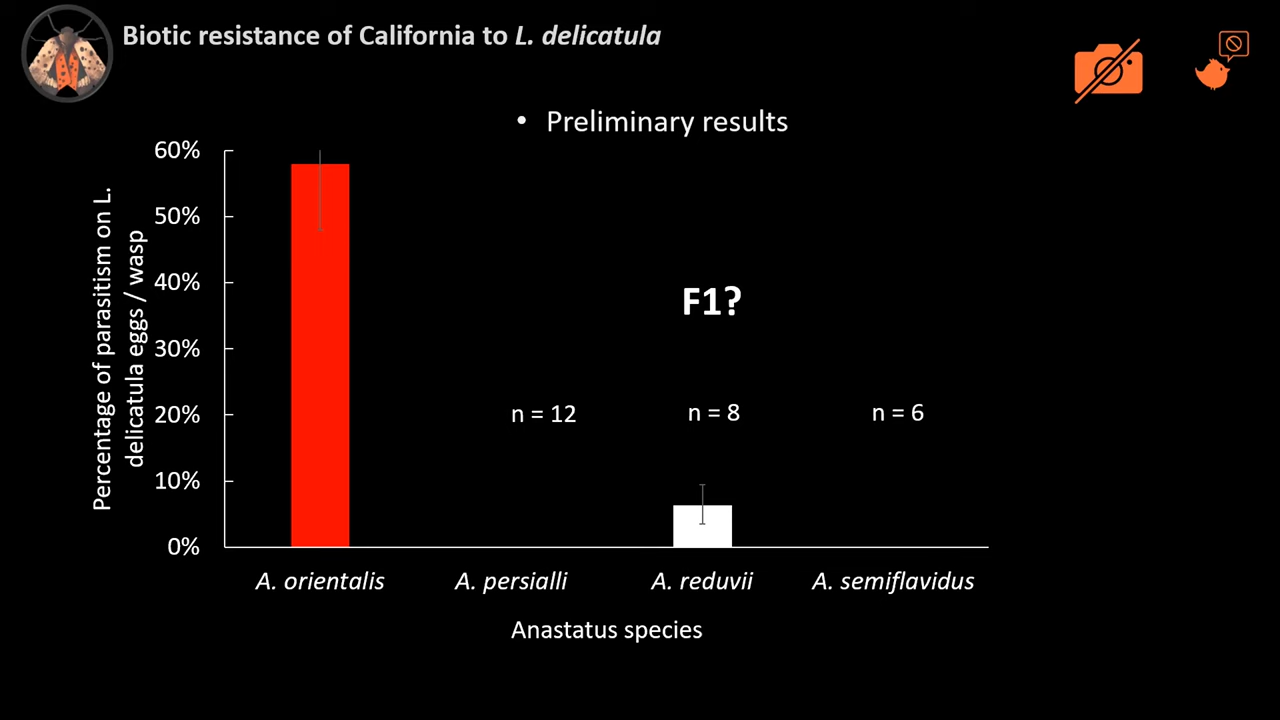 Biotic resistance of California to L. delicatula
• Preliminary results
60%
50%
40%
30%
20%
10%
0%
Percentage of parasitism on L.
delicatula eggs / wasp
F1?
n = 12
n = 8
n = 6
A. orientalis
A. persialli
A. reduvii
A. semiflavidus
Anastatus species